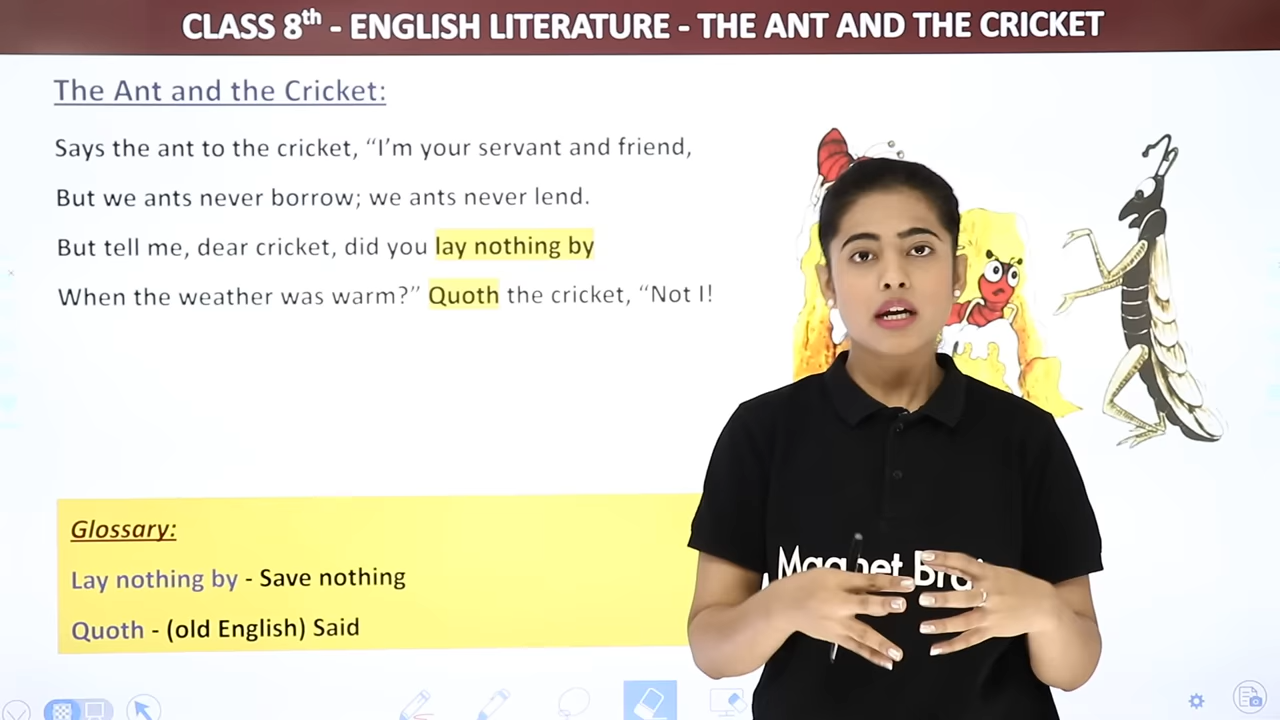 CLASS 8th - ENGLISH LITERATURE - THE ANT AND THE CRICKET
The Ant and the Cricket:
Says the ant to the cricket, “I’m your servant and friend,
But we ants never borrow; we ants never lend.
But tell me, dear cricket, did you lay nothing by
When the weather was warm?” Quoth the cricket, “Not I!
Glossary:
Lay nothing by - Save nothing
Quoth - (old English) Said
Magnet